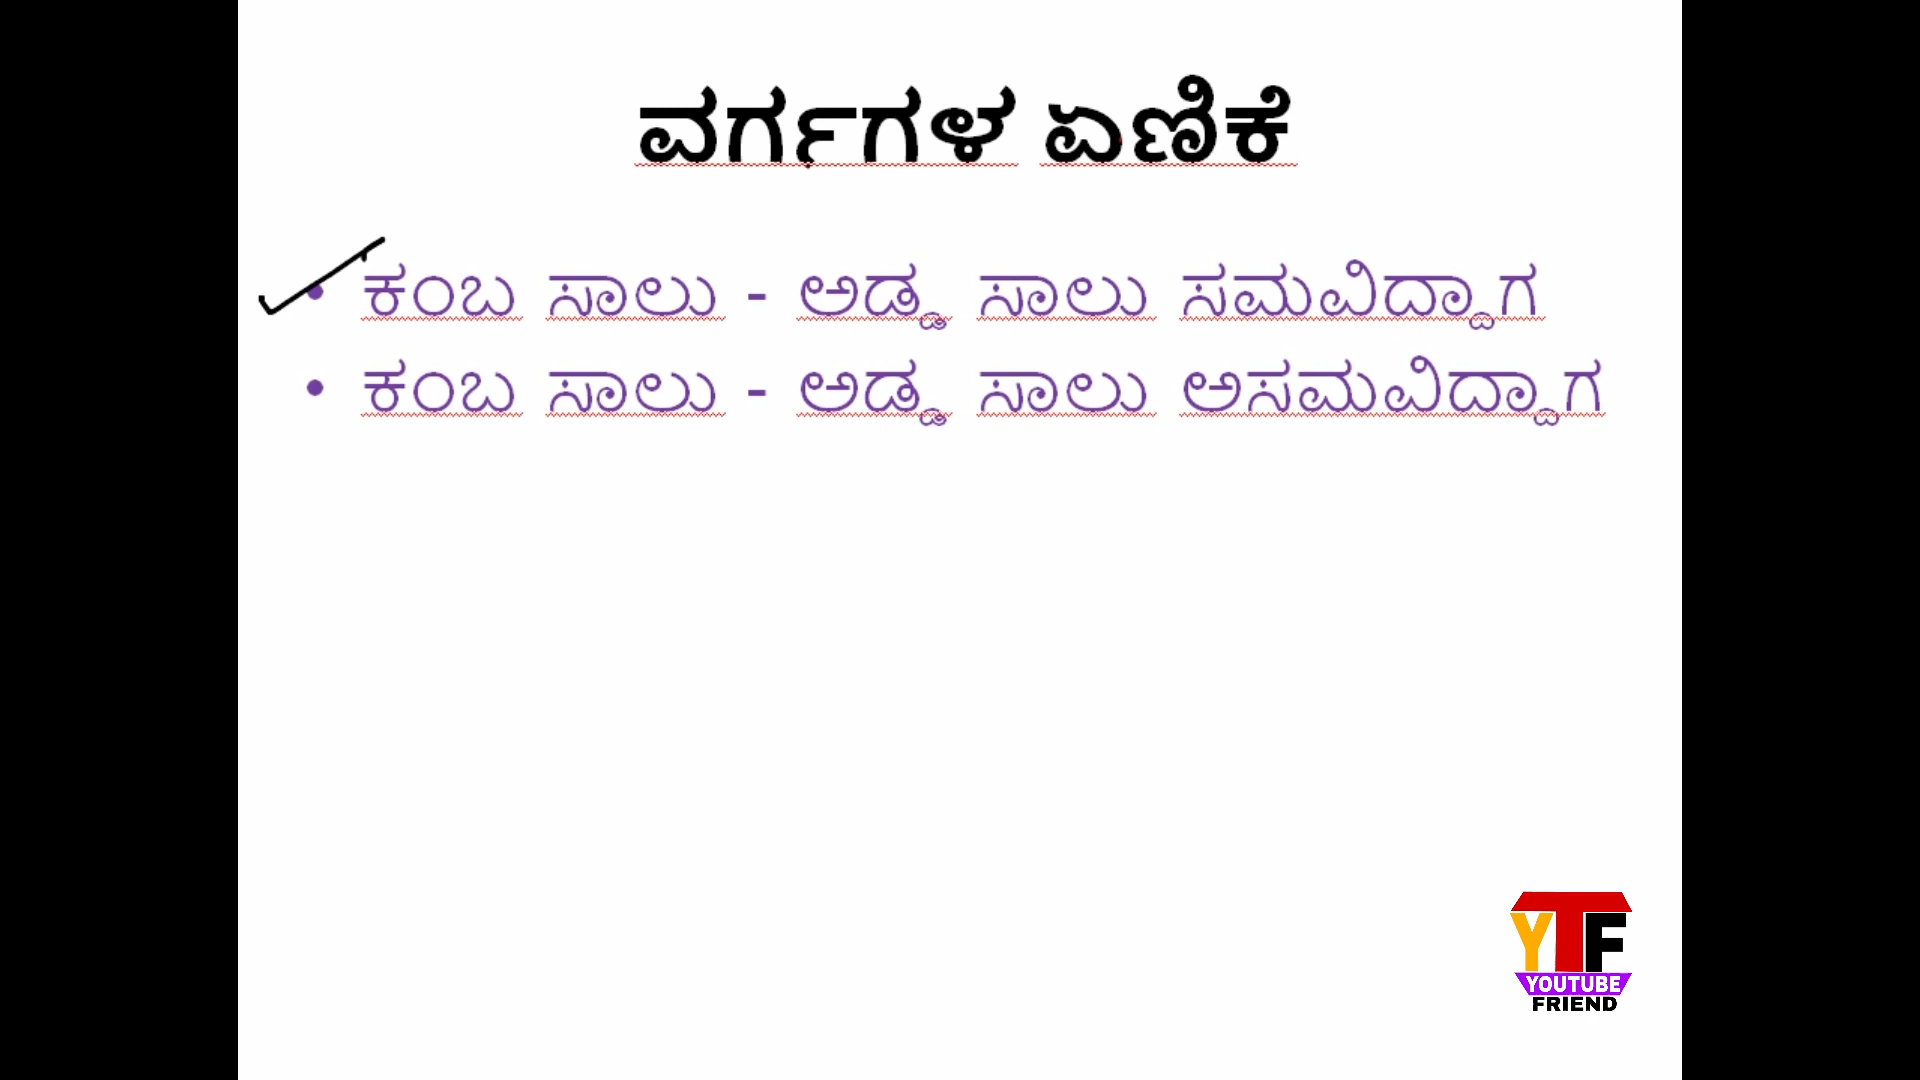 ವರ್ಗಗಳ ಏಣಿಕೆ
• ಕಂಬ ಸಾಲು - ಅಡ್ಡ ಸಾಲು ಸಮವಿದ್ದಾಗ
• ಕಂಬ ಸಾಲು - ಅಡ್ಡ ಸಾಲು ಅಸಮವಿದ್ದಾಗ
YTF
YOUTUBE
FRIEND